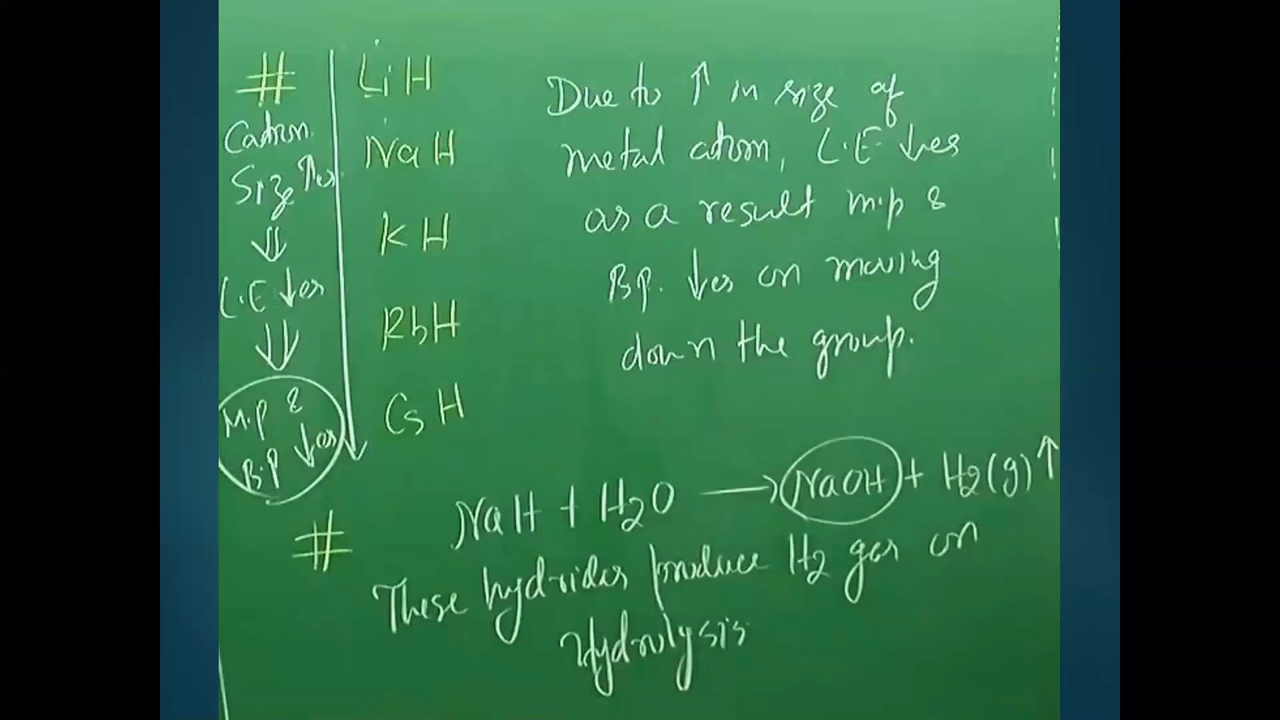 #
Cation
Size ↑es
⇓
L.E ↓es
⇓
M.p &
B.p ↓es
LiH
NaH
KH
RbH
CsH
Due to ↑ in size of
metal atom, L.E ↓es
as a result m.p &
B.p. ↓es on moving
down the group.
#
NaH + H2O ⟶ NaOH + H2(g)↑
These hydrides produce H2 gas on
Hydrolysis